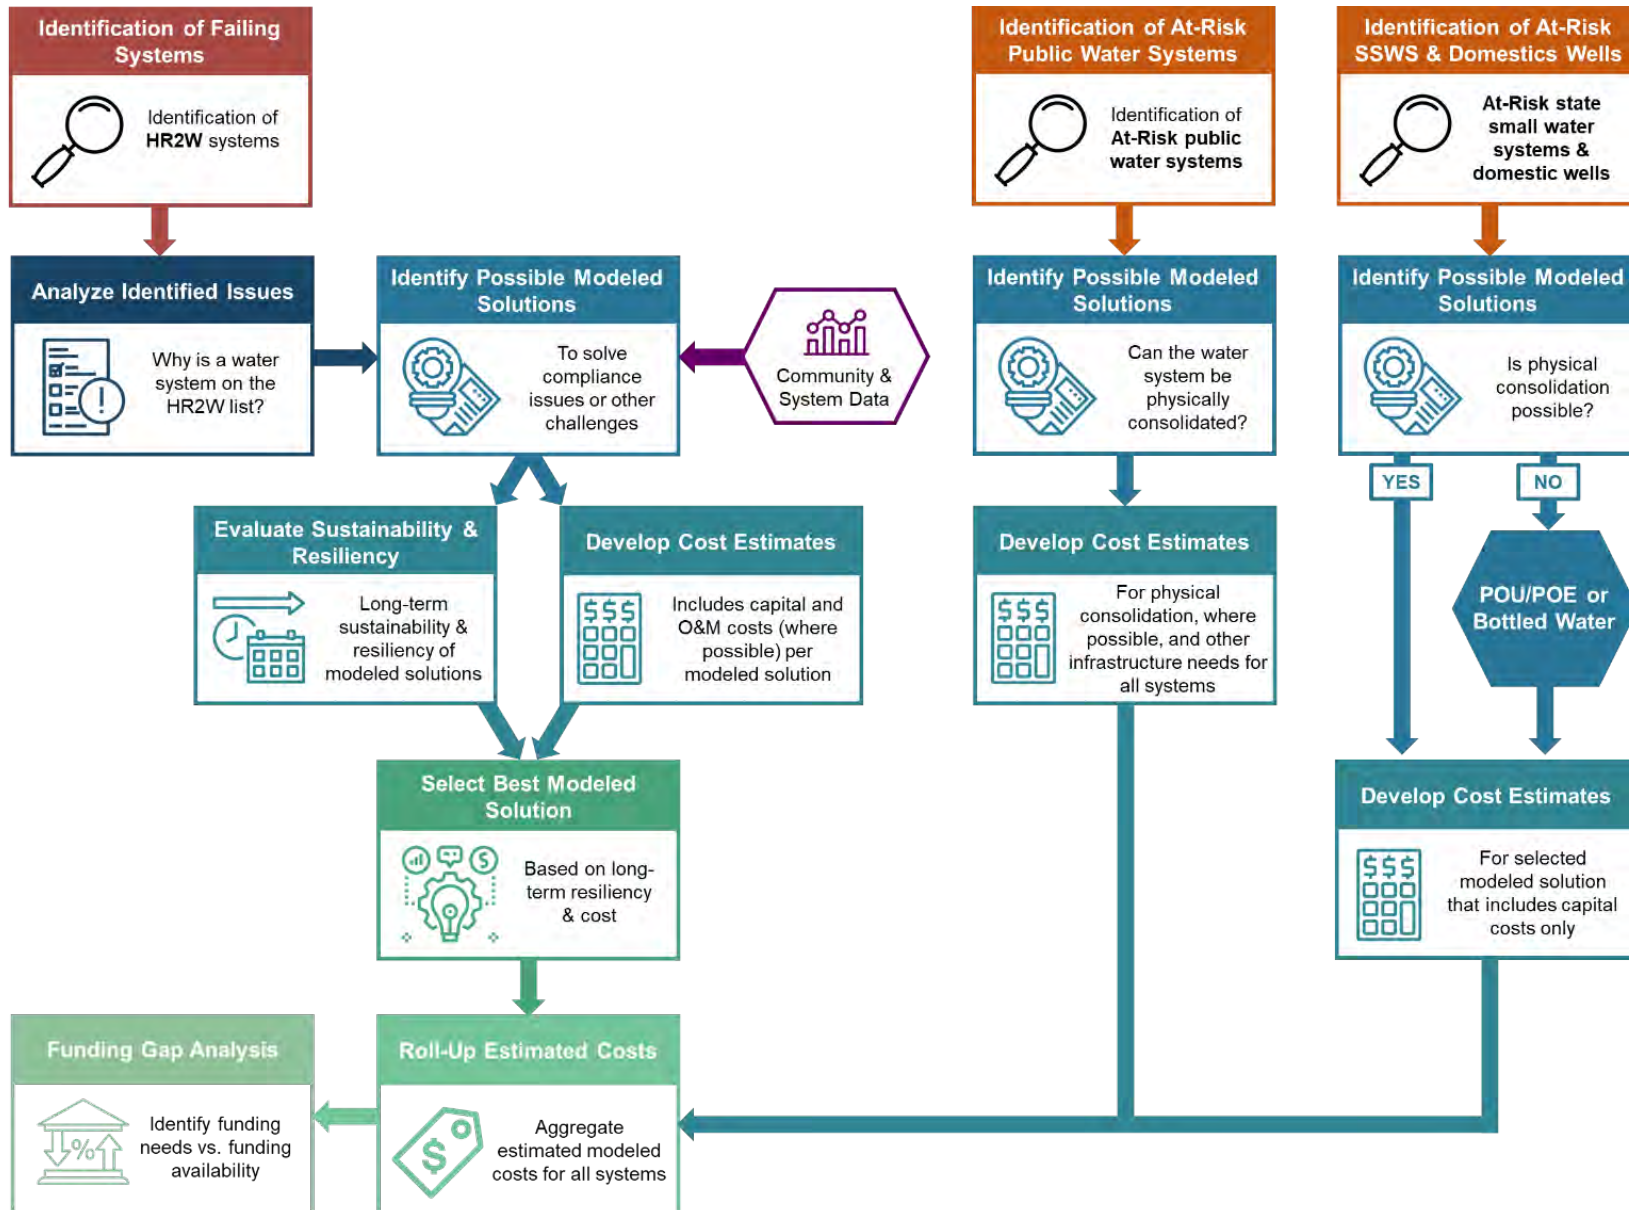 Identification of Failing
Systems
Identification of
HR2W systems
Identification of At-Risk
Public Water Systems
Identification of
At-Risk public
water systems
Identification of At-Risk
SSWS & Domestics Wells
At-Risk state
small water
systems &
domestic wells
Analyze Identified Issues
Why is a water
system on the
HR2W list?
Identify Possible Modeled
Solutions
To solve
compliance
issues or other
challenges
Community &
System Data
Identify Possible Modeled
Solutions
Can the water
system be
physically
consolidated?
Identify Possible Modeled
Solutions
Is physical
consolidation
possible?
YES
NO
Evaluate Sustainability &
Resiliency
Long-term
sustainability &
resiliency of
modeled solutions
Develop Cost Estimates
$$$
Includes capital and
O&M costs (where
possible) per
modeled solution
Develop Cost Estimates
$$$
For physical
consolidation, where
possible, and other
infrastructure needs for
all systems
POU/POE or
Bottled Water
Select Best Modeled
Solution
$
Based on long-
term resiliency
& cost
Develop Cost Estimates
$$$
For selected
modeled solution
that includes capital
costs only
Funding Gap Analysis
%
Identify funding
needs vs. funding
availability
Roll-Up Estimated Costs
$
Aggregate
estimated modeled
costs for all systems